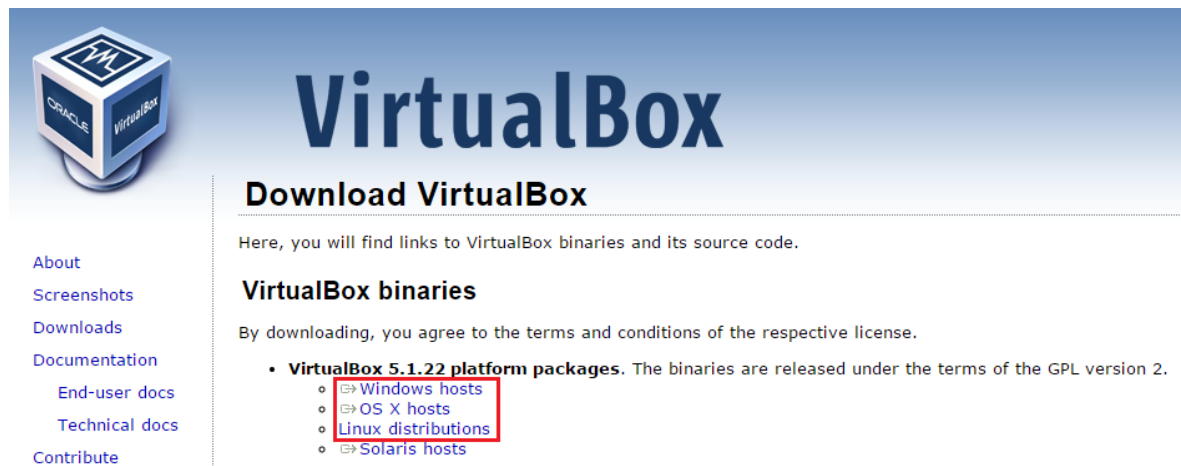 ORACLE
VirtualBox
VirtualBox
Download VirtualBox
Here, you will find links to VirtualBox binaries and its source code.
About
Screenshots
Downloads
Documentation
End-user docs
Technical docs
Contribute
VirtualBox binaries
By downloading, you agree to the terms and conditions of the respective license.
• VirtualBox 5.1.22 platform packages. The binaries are released under the terms of the GPL version 2.
Windows hosts
OS X hosts
Linux distributions
Solaris hosts